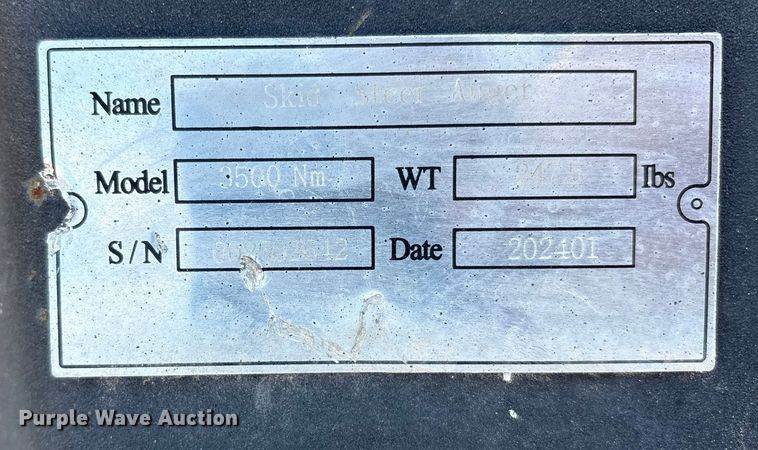 Name Skid Steer Auger
Model 3500 Nm WT lbs
S/N Date 202401
Purple Wave Auction